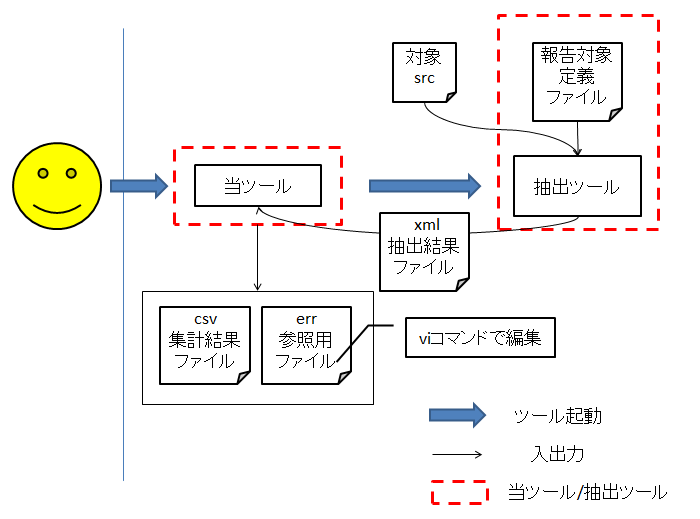 対象
src
報告対象
定義
ファイル
当ツール
抽出ツール
xml
抽出結果
ファイル
csv
集計結果
ファイル
err
参照用
ファイル
viコマンドで編集
ツール起動
入出力
当ツール/抽出ツール